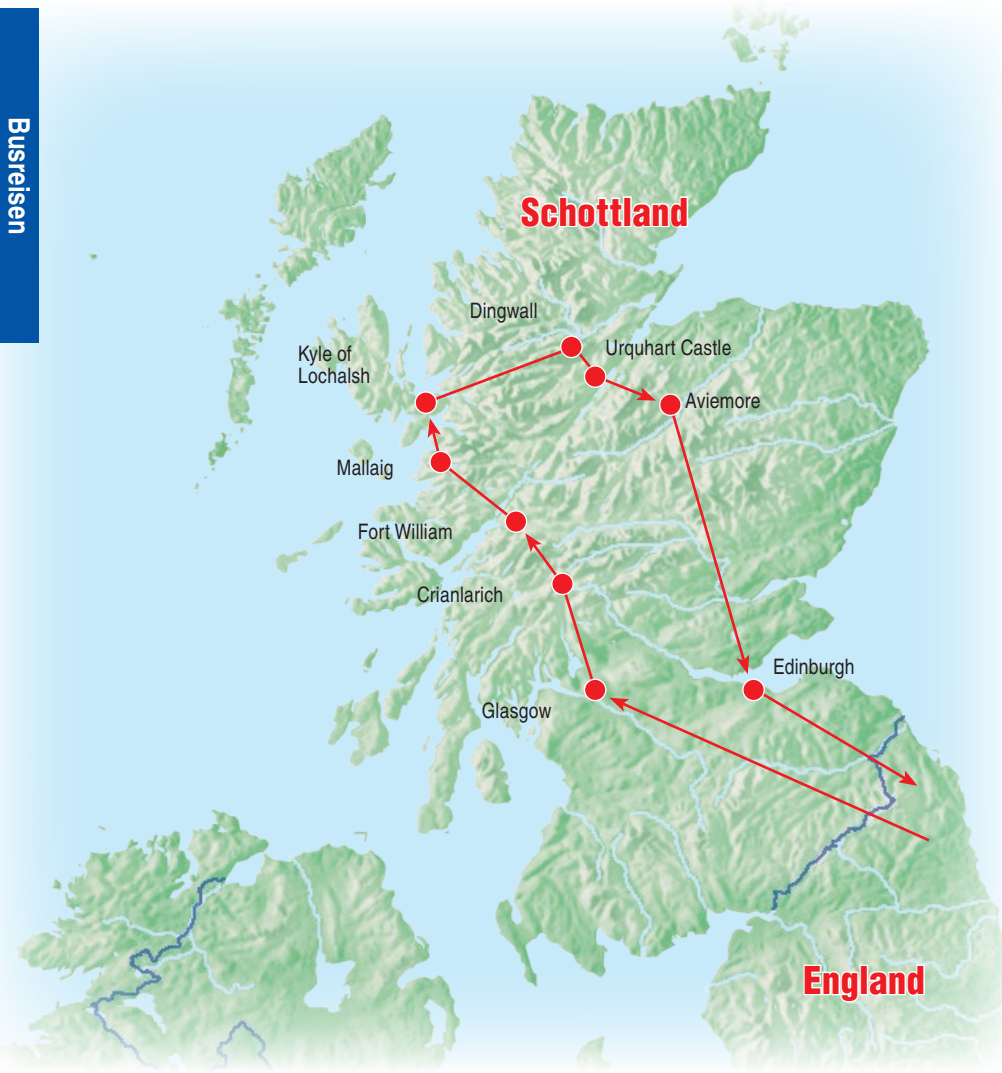 Busreisen
Schottland
Dingwall
Urquhart Castle
Kyle of
Lochalsh
Aviemore
Mallaig
Fort William
Crianlarich
Edinburgh
Glasgow
England